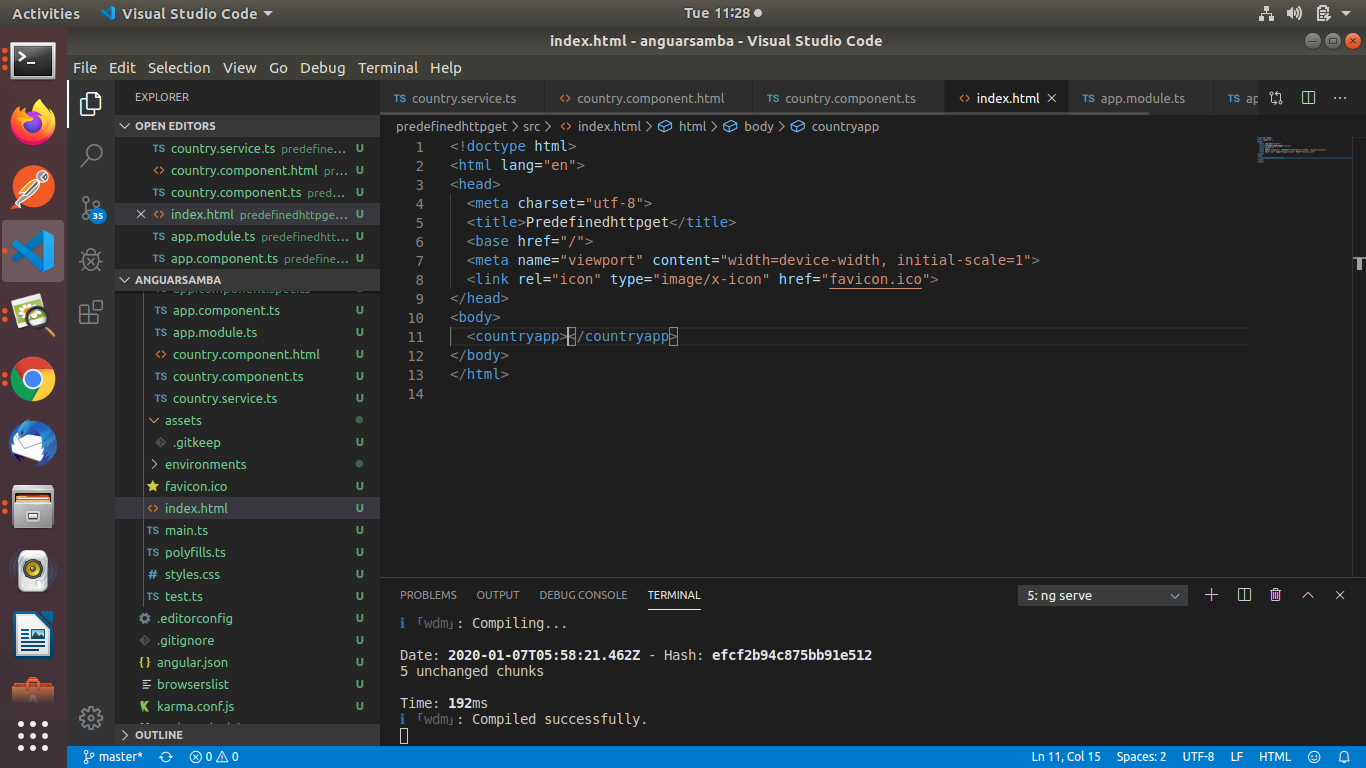 Activities Visual Studio Code Tue 11:28
index.html - anguarsamba - Visual Studio Code
File Edit Selection View Go Debug Terminal Help
EXPLORER
OPEN EDITORS
TS country.service.ts predefine... U
<> country.component.html pr... U
TS country.component.ts pred... U
<> index.html predefinedhttpge... U
TS app.module.ts predefinedhtt... U
TS app.component.ts predefine... U
35
ANGUARSAMBA
app.component.spec.ts U
TS app.component.ts U
TS app.module.ts U
<> country.component.html U
TS country.component.ts U
TS country.service.ts U
assets
.gitkeep U
environments
favicon.ico U
<> index.html U
TS main.ts U
TS polyfills.ts U
# styles.css U
TS test.ts U
.editorconfig U
.gitignore U
{} angular.json U
browserslist U
karma.conf.js U
OUTLINE
TS country.service.ts <> country.component.html TS country.component.ts <> index.html TS app.module.ts TS ap
predefinedhttpget > src > <> index.html > html > body > countryapp
1 <!doctype html>
2 <html lang="en">
3 <head>
4 <meta charset="utf-8">
5 <title>Predefinedhttpget</title>
6 <base href="/">
7 <meta name="viewport" content="width=device-width, initial-scale=1">
8 <link rel="icon" type="image/x-icon" href="favicon.ico">
9 </head>
10 <body>
11 <countryapp></countryapp>
12 </body>
13 </html>
14
PROBLEMS OUTPUT DEBUG CONSOLE TERMINAL 5: ng serve
ℹ ｢wdm｣: Compiling...
Date: 2020-01-07T05:58:21.462Z - Hash: efcf2b94c875bb91e512
5 unchanged chunks
Time: 192ms
ℹ ｢wdm｣: Compiled successfully.
master* 0 0 Ln 11, Col 15 Spaces: 2 UTF-8 LF HTML